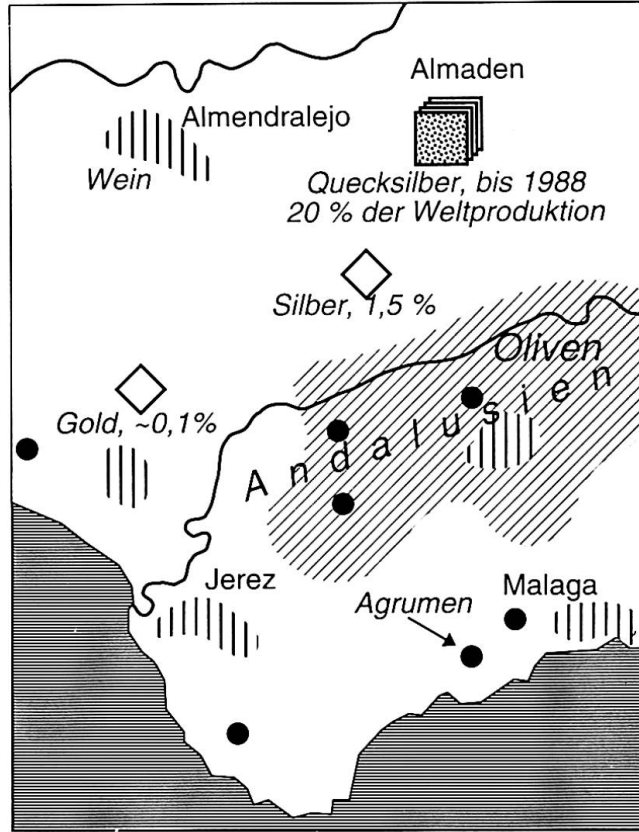 Almaden
Almendralejo
Wein
Quecksilber, bis 1988
20 % der Weltproduktion
Silber, 1,5 %
Oliven
Gold, ~0,1%
Andalusien
Jerez
Agrumen
Malaga